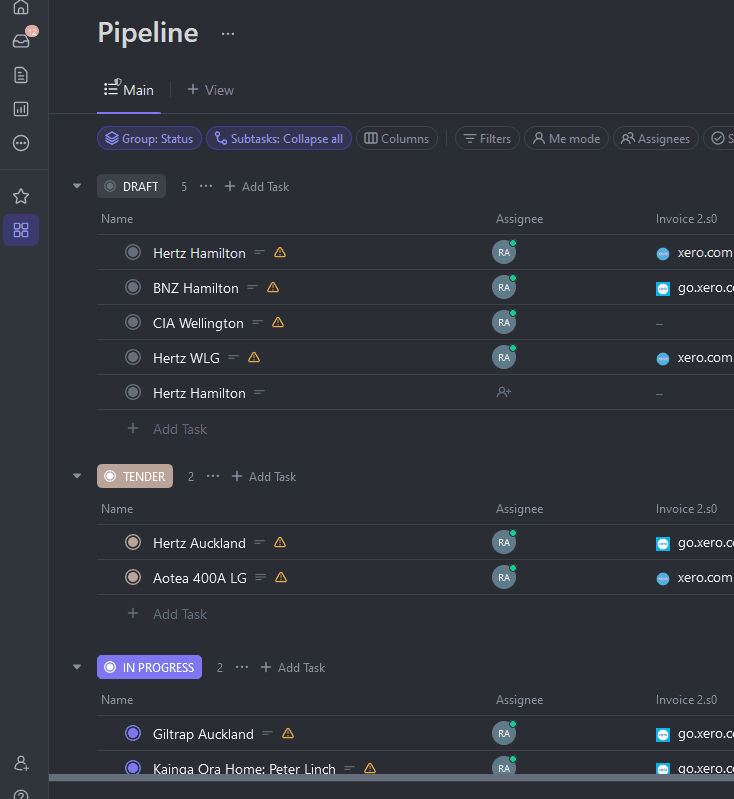 Pipeline ...
Main + View
Group: Status Subtasks: Collapse all Columns Filters Me mode Assignees S
DRAFT 5 ... + Add Task
Name Assignee Invoice 2.s0
Hertz Hamilton RA xero.com
BNZ Hamilton RA go.xero.co
CIA Wellington RA –
Hertz WLG RA xero.com
Hertz Hamilton –
+ Add Task
TENDER 2 ... + Add Task
Name Assignee Invoice 2.s0
Hertz Auckland RA go.xero.co
Aotea 400A LG RA xero.com
+ Add Task
IN PROGRESS 2 ... + Add Task
Name Assignee Invoice 2.s0
Giltrap Auckland RA go.xero.co
Kainga Ora Home: Peter Linch RA go.xero.co